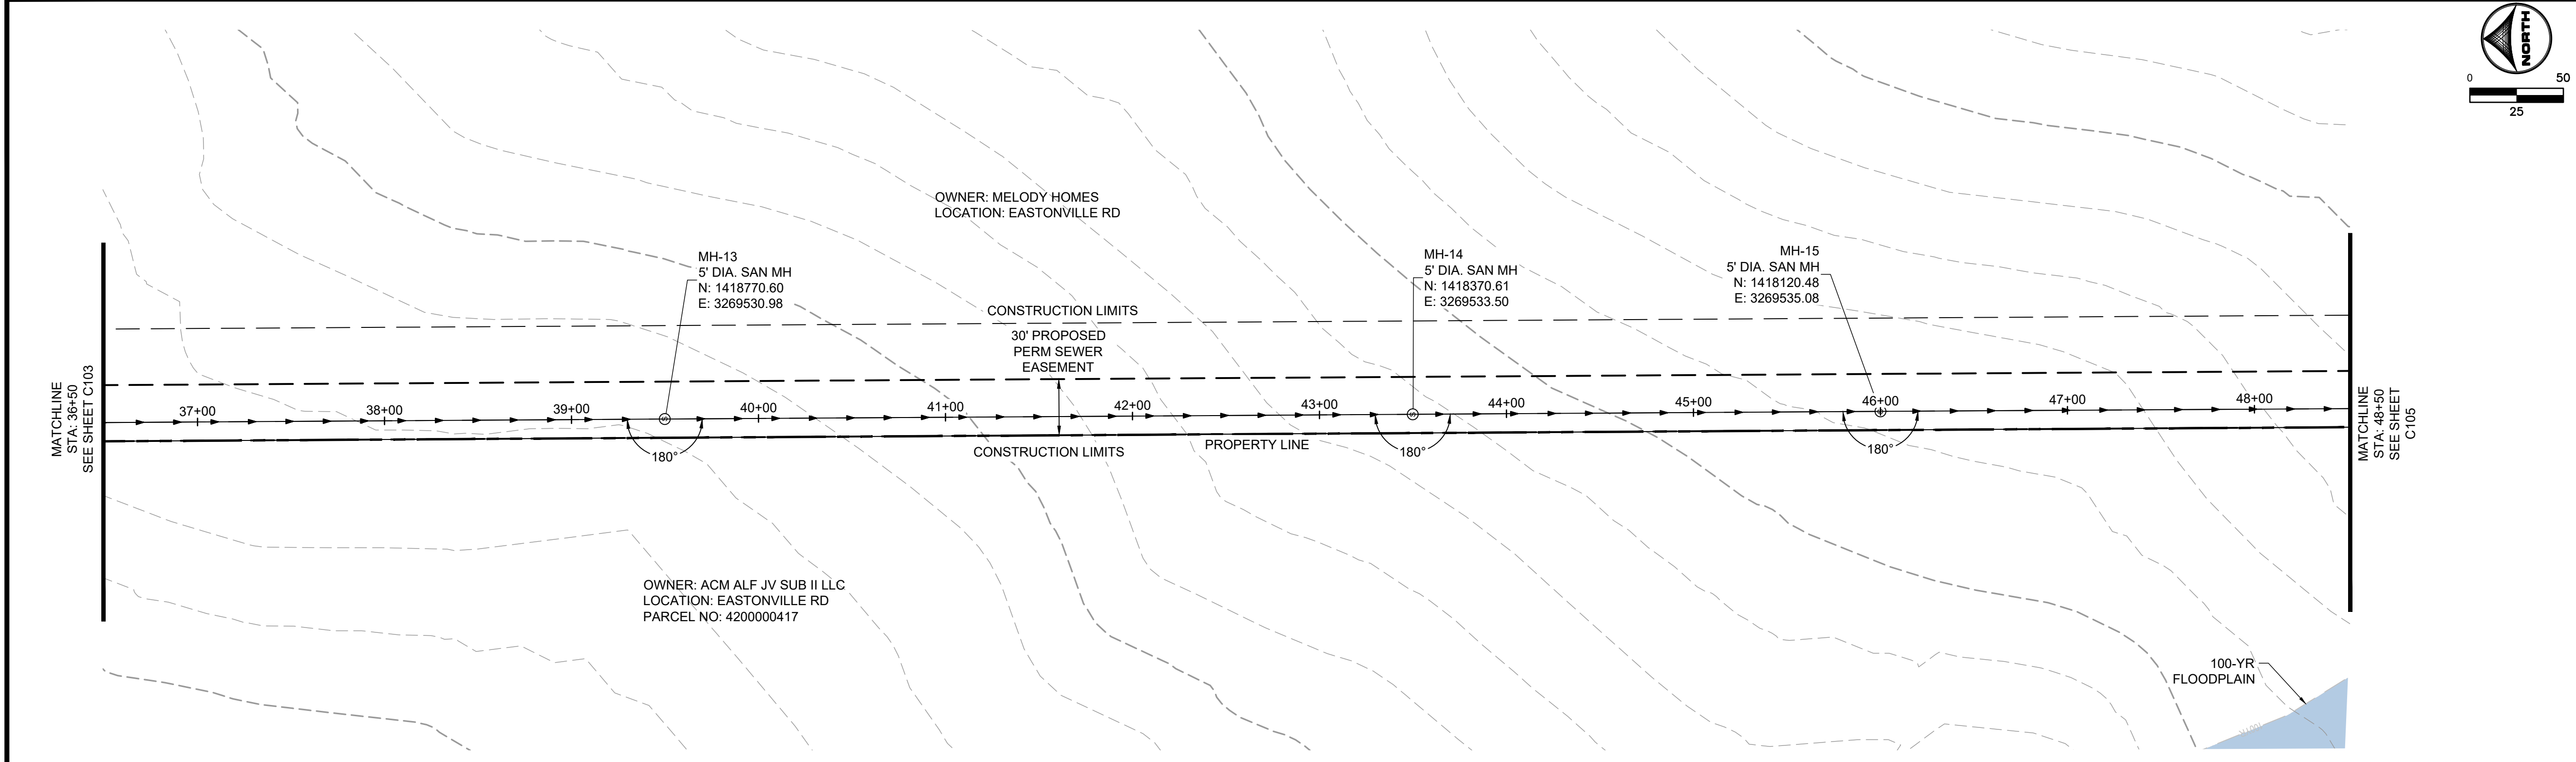 NORTH
0 50
25
OWNER: MELODY HOMES
LOCATION: EASTONVILLE RD
MH-13
5' DIA. SAN MH
N: 1418770.60
E: 3269530.98
MH-14
5' DIA. SAN MH
N: 1418370.61
E: 3269533.50
MH-15
5' DIA. SAN MH
N: 1418120.48
E: 3269535.08
CONSTRUCTION LIMITS
30' PROPOSED
PERM SEWER
EASEMENT
MATCHLINE
STA: 36+50
SEE SHEET C103
37+00 38+00 39+00 40+00 41+00 42+00 43+00 44+00 45+00 46+00 47+00 48+00
S
S
S
MATCHLINE
STA: 48+50
SEE SHEET
C105
180°
CONSTRUCTION LIMITS
PROPERTY LINE
180°
180°
OWNER: ACM ALF JV SUB II LLC
LOCATION: EASTONVILLE RD
PARCEL NO: 4200000417
100-YR
FLOODPLAIN